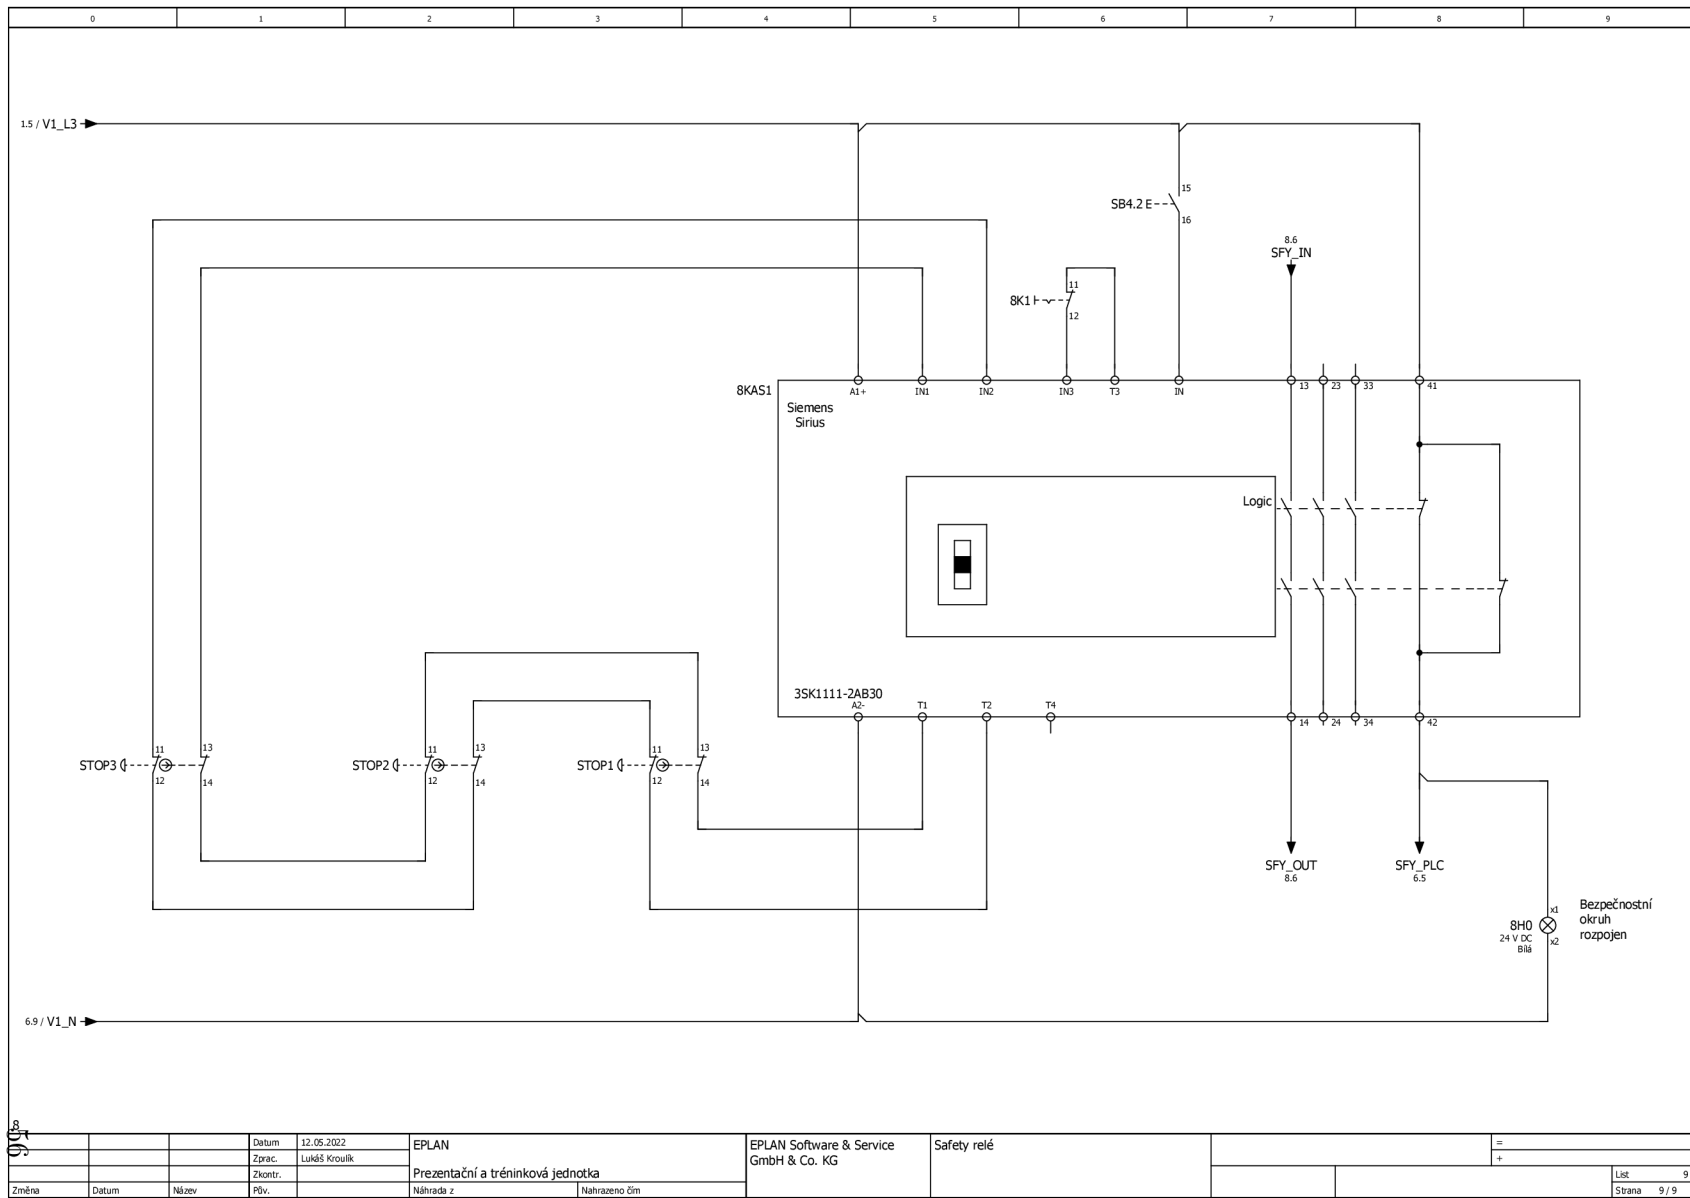 0 1 2 3 4 5 6 7 8 9
1.5 / V1_L3
15
SB4.2 E
16
8.6
SFY_IN
11
8K1
12
8KAS1
A1+ IN1 IN2 IN3 T3 IN 13 23 33 41
Siemens
Sirius
Logic
3SK1111-2AB30
A2- T1 T2 T4
14 24 34 42
11 13 11 13 11 13
STOP3 STOP2 STOP1
12 14 12 14 12 14
SFY_OUT SFY_PLC
8.6 6.5
Bezpečnostní
okruh
rozpojen
x1
8H0
24 V DC
x2
Bílá
6.9 / V1_N
8
56
Datum 12.05.2022 EPLAN EPLAN Software & Service Safety relé =
Zprac. Lukáš Kroulík GmbH & Co. KG +
Zkontr. Prezentační a tréninková jednotka List 9
Změna Datum Název Pův. Náhrada z Nahrazeno čím Strana 9 / 9